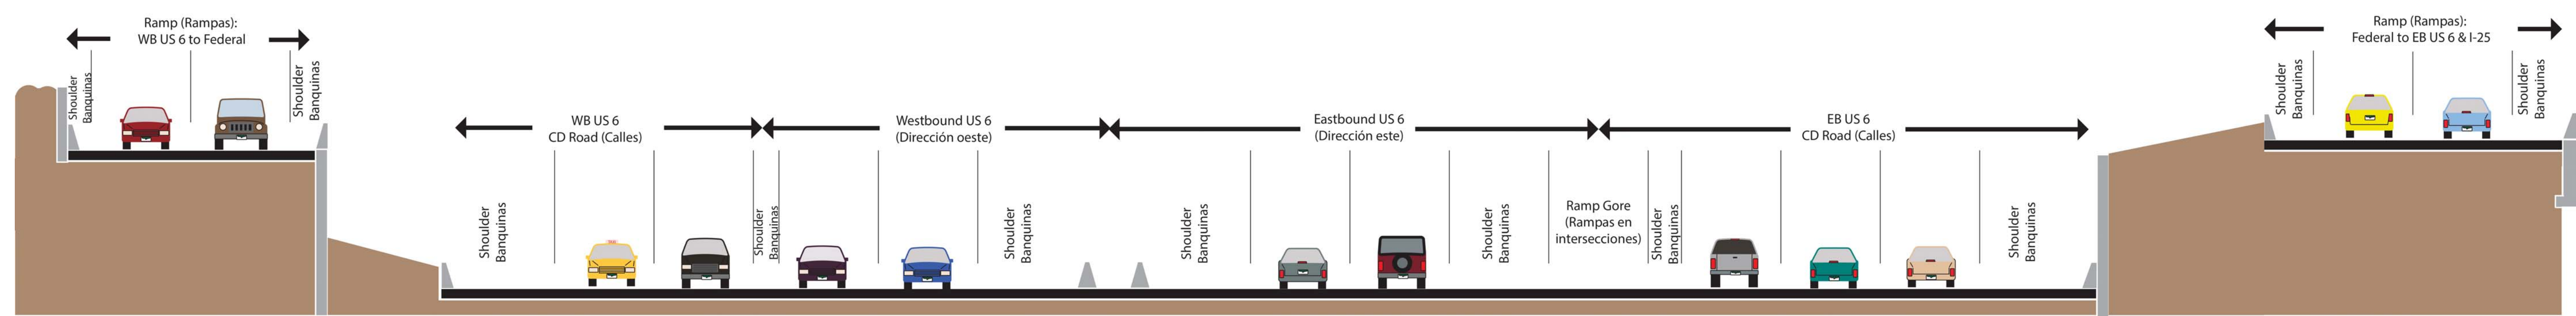 Ramp (Rampas):
WB US 6 to Federal
Shoulder
Banquinas
Shoulder
Banquinas
WB US 6
CD Road (Calles)
Shoulder
Banquinas
TAXI
Shoulder
Banquinas
Westbound US 6
(Dirección oeste)
Shoulder
Banquinas
Eastbound US 6
(Dirección este)
Shoulder
Banquinas
Shoulder
Banquinas
Ramp Gore
(Rampas en
intersecciones)
EB US 6
CD Road (Calles)
Shoulder
Banquinas
Shoulder
Banquinas
Ramp (Rampas):
Federal to EB US 6 & I-25
Shoulder
Banquinas
Shoulder
Banquinas